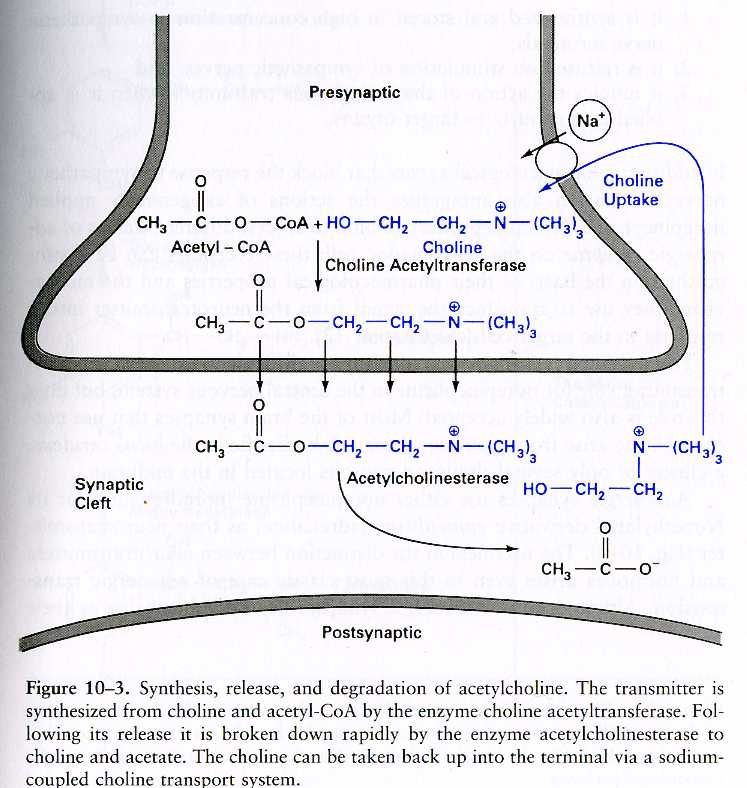 Presynaptic
Na⁺
Choline
Uptake
O
CH₃—C—O—CoA + HO—CH₂—CH₂—N⊕—(CH₃)₃
Acetyl – CoA
Choline
Choline Acetyltransferase
O
CH₃—C—O—CH₂—CH₂—N⊕—(CH₃)₃
O
CH₃—C—O—CH₂—CH₂—N⊕—(CH₃)₃
N⊕—(CH₃)₃
Synaptic
Cleft
Acetylcholinesterase
HO—CH₂—CH₂
O
CH₃—C—O⁻
Postsynaptic
Figure 10–3. Synthesis, release, and degradation of acetylcholine. The transmitter is
synthesized from choline and acetyl-CoA by the enzyme choline acetyltransferase. Fol-
lowing its release it is broken down rapidly by the enzyme acetylcholinesterase to
choline and acetate. The choline can be taken back up into the terminal via a sodium-
coupled choline transport system.